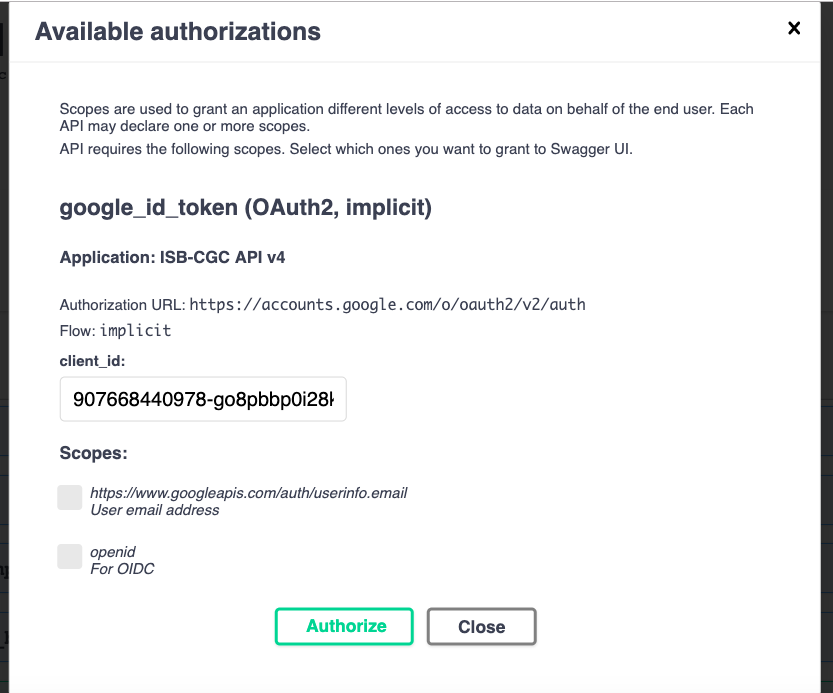 Available authorizations
Scopes are used to grant an application different levels of access to data on behalf of the end user. Each
API may declare one or more scopes.
API requires the following scopes. Select which ones you want to grant to Swagger UI.
google_id_token (OAuth2, implicit)
Application: ISB-CGC API v4
Authorization URL: https://accounts.google.com/o/oauth2/v2/auth
Flow: implicit
client_id:
907668440978-go8pbbp0i28k
Scopes:
https://www.googleapis.com/auth/userinfo.email
User email address
openid
For OIDC
Authorize
Close